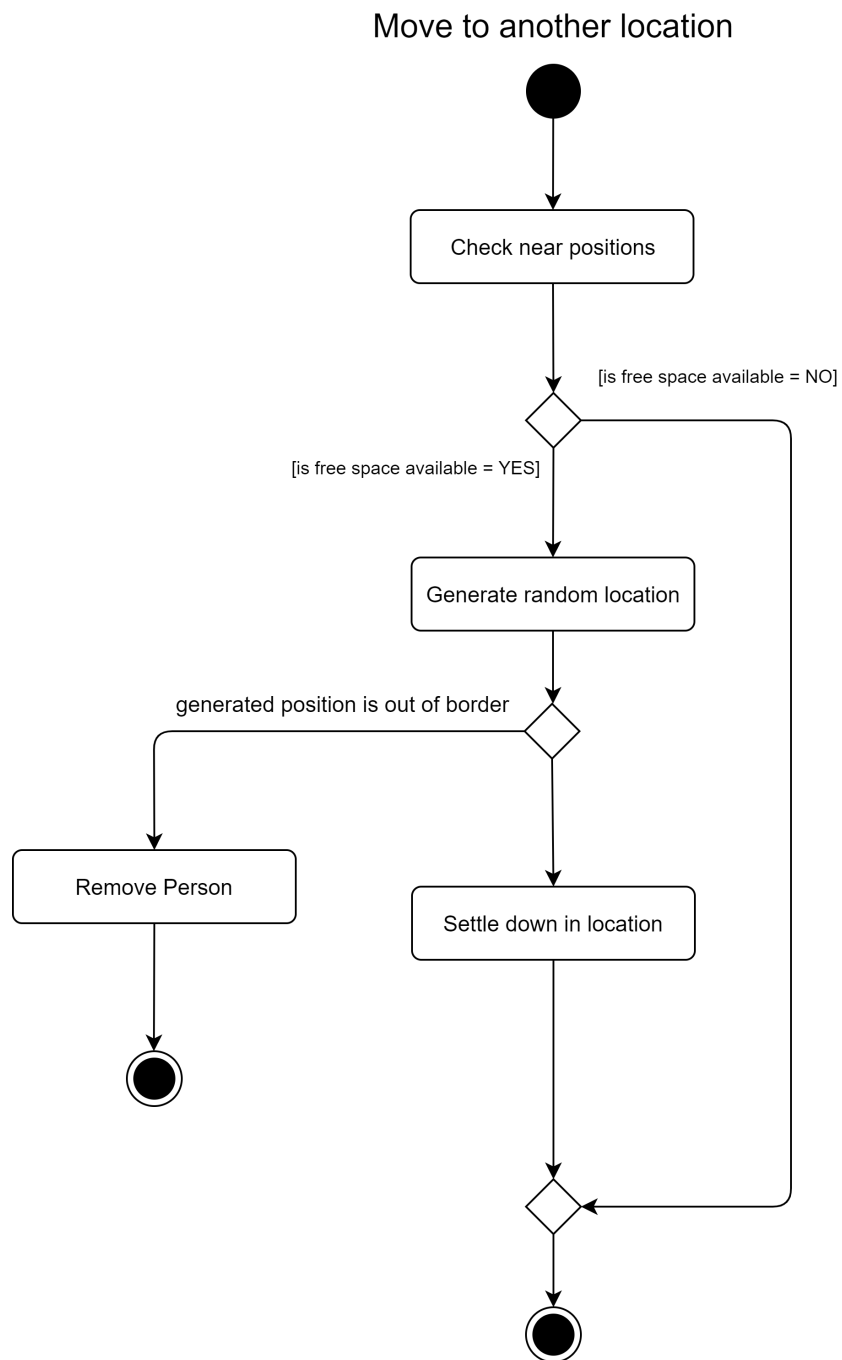 Move to another location
Check near positions
[is free space available = NO]
[is free space available = YES]
Generate random location
generated position is out of border
Remove Person
Settle down in location